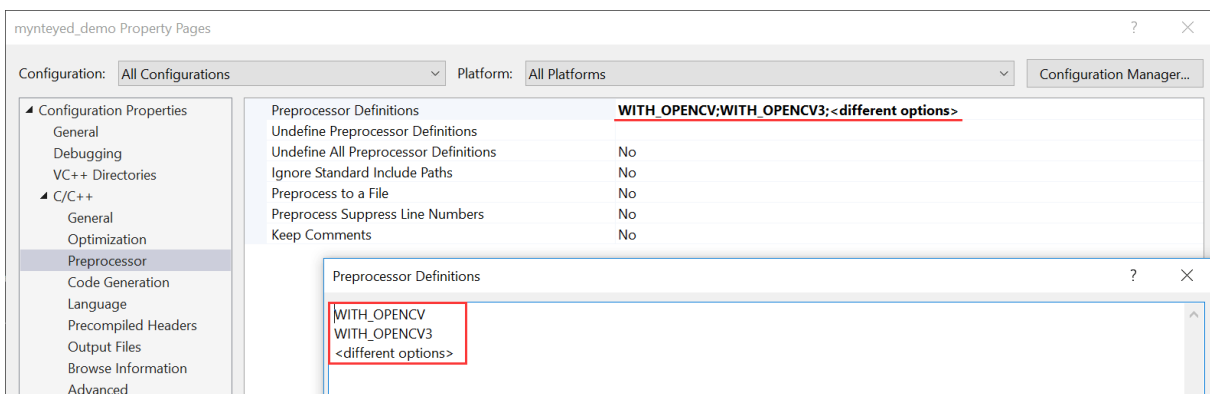 mynteyed_demo Property Pages
Configuration: All Configurations Platform: All Platforms Configuration Manager...
Configuration Properties
General
Debugging
VC++ Directories
C/C++
General
Optimization
Preprocessor
Code Generation
Language
Precompiled Headers
Output Files
Browse Information
Advanced
Preprocessor Definitions WITH_OPENCV;WITH_OPENCV3;<different options>
Undefine Preprocessor Definitions
Undefine All Preprocessor Definitions No
Ignore Standard Include Paths No
Preprocess to a File No
Preprocess Suppress Line Numbers No
Keep Comments No
Preprocessor Definitions ?
WITH_OPENCV
WITH_OPENCV3
<different options>